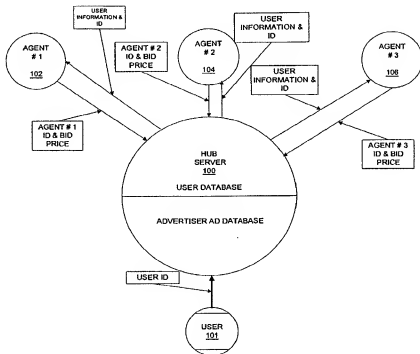 USER
INFORMATION &
ID
USER
INFORMATION &
ID
AGENT
# 1
102
AGENT # 2
ID & BID
PRICE
AGENT
# 2
104
USER
INFORMATION &
ID
AGENT
# 3
106
AGENT # 1
ID & BID
PRICE
AGENT # 3
ID & BID
PRICE
HUB
SERVER
100
USER DATABASE
ADVERTISER AD DATABASE
USER ID
USER
101